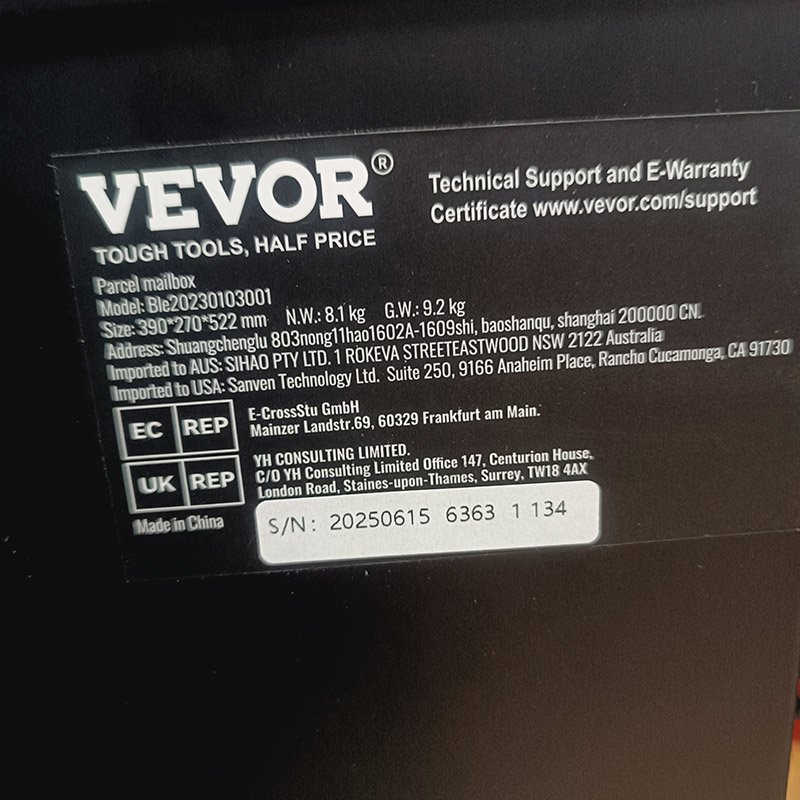 VEVOR®
TOUGH TOOLS, HALF PRICE
Technical Support and E-Warranty
Certificate www.vevor.com/support
Parcel mailbox
Model: Ble20230103001
Size: 390*270*522 mm N.W.: 8.1 kg G.W.: 9.2 kg
Address: Shuangchenglu 803nong11hao1602A-1609shi, baoshanqu, shanghai 200000 CN.
Imported to AUS: SIHAO PTY LTD. 1 ROKEVA STREETEASTWOOD NSW 2122 Australia
Imported to USA: Sanven Technology Ltd. Suite 250, 9166 Anaheim Place, Rancho Cucamonga, CA 91730
EC REP
E-CrossStu GmbH
Mainzer Landstr.69, 60329 Frankfurt am Main.
UK REP
YH CONSULTING LIMITED.
C/O YH Consulting Limited Office 147, Centurion House,
London Road, Staines-upon-Thames, Surrey, TW18 4AX
Made in China
S/N: 20250615 6363 1 134